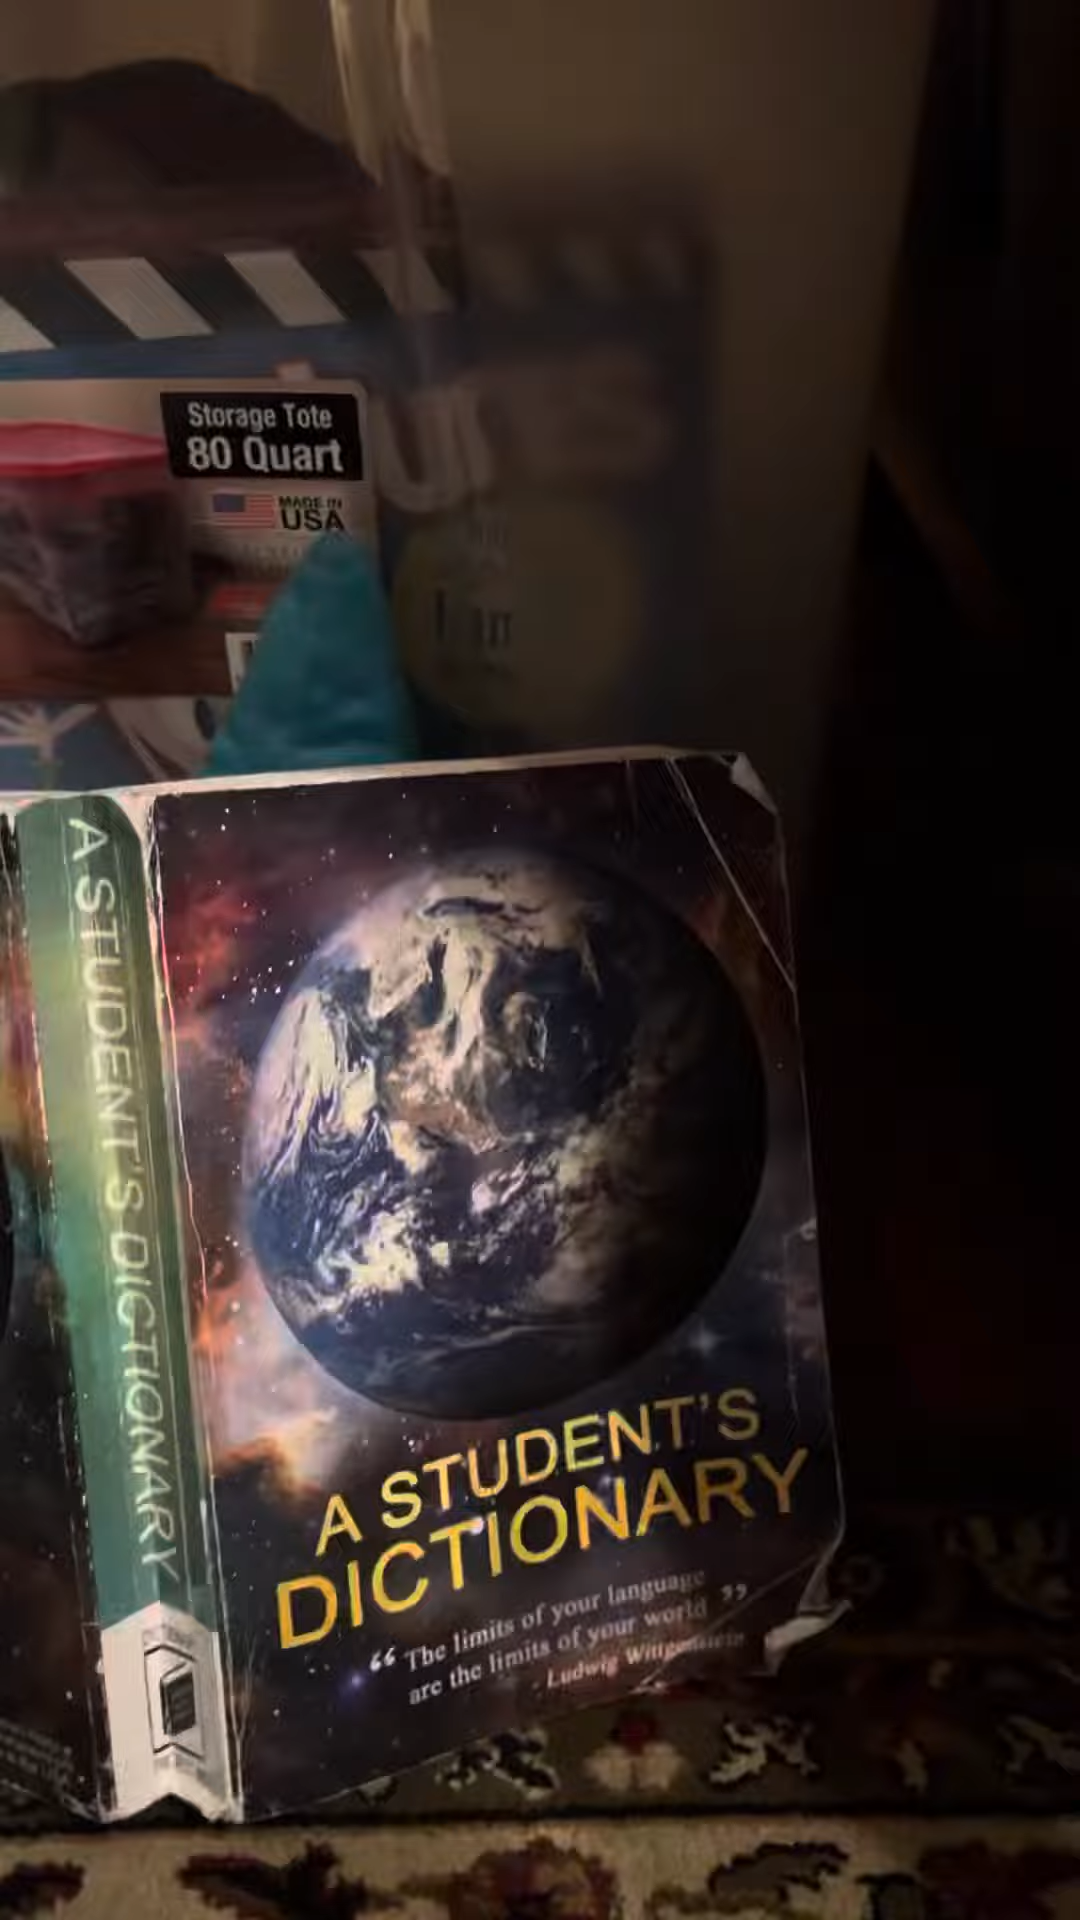 Storage Tote
80 Quart
MADE IN
USA
A STUDENT'S DICTIONARY
A STUDENT'S
DICTIONARY
“ The limits of your language
are the limits of your world ”
- Ludwig Wittgenstein